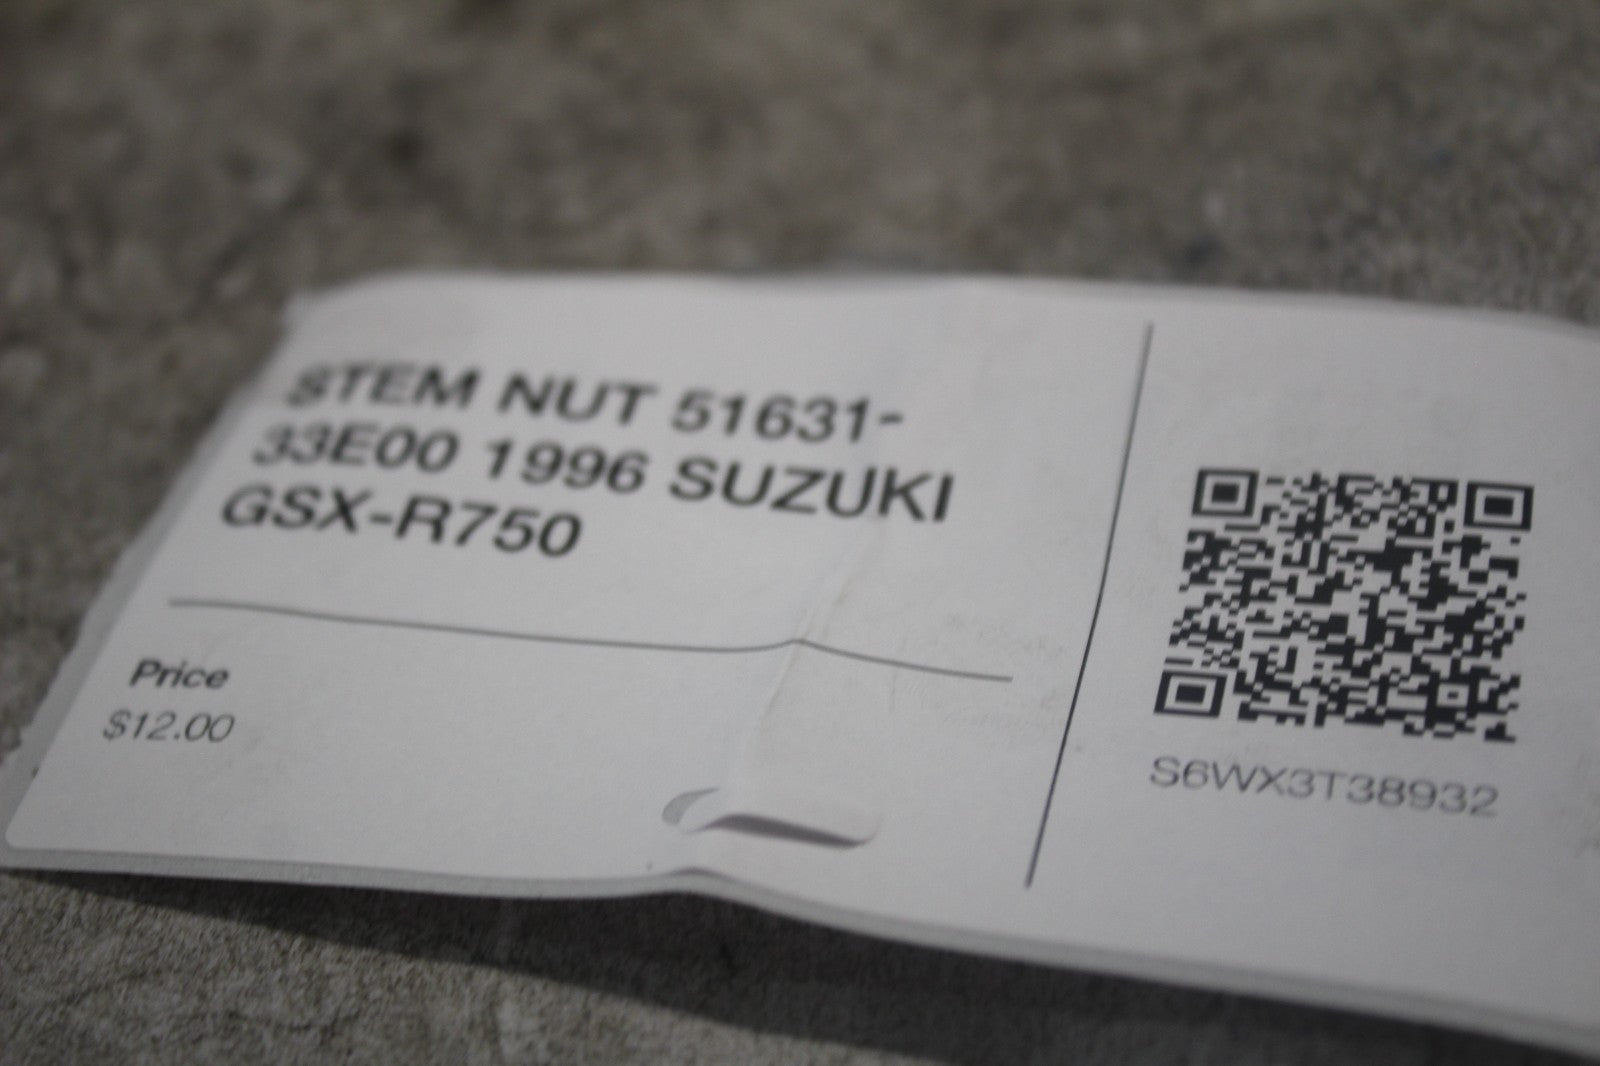 STEM NUT 51631-
33E00 1996 SUZUKI
GSX-R750
Price
$12.00
S6WX3T38932